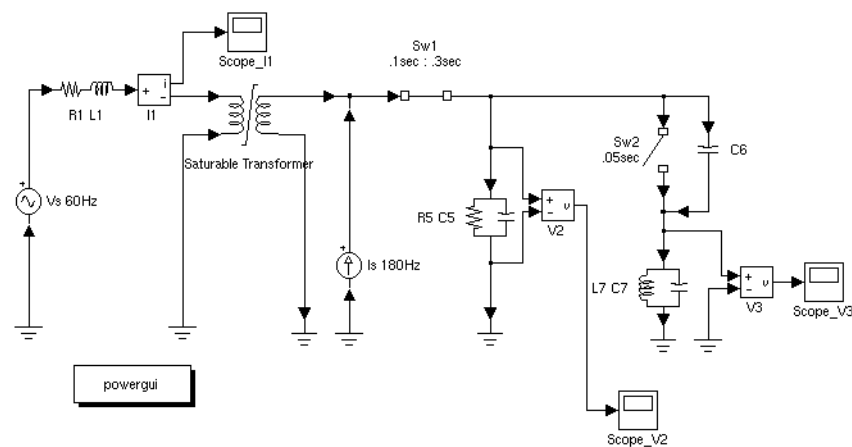 Scope_I1
Sw1
.1sec : .3sec
+
i
-
R1 L1
I1
Sw2
.05sec
C6
Saturable Transformer
+
Vs 60Hz
R5 C5
+
-
v
V2
+
Is 180Hz
L7 C7
+
-
v
V3
Scope_V3
powergui
Scope_V2